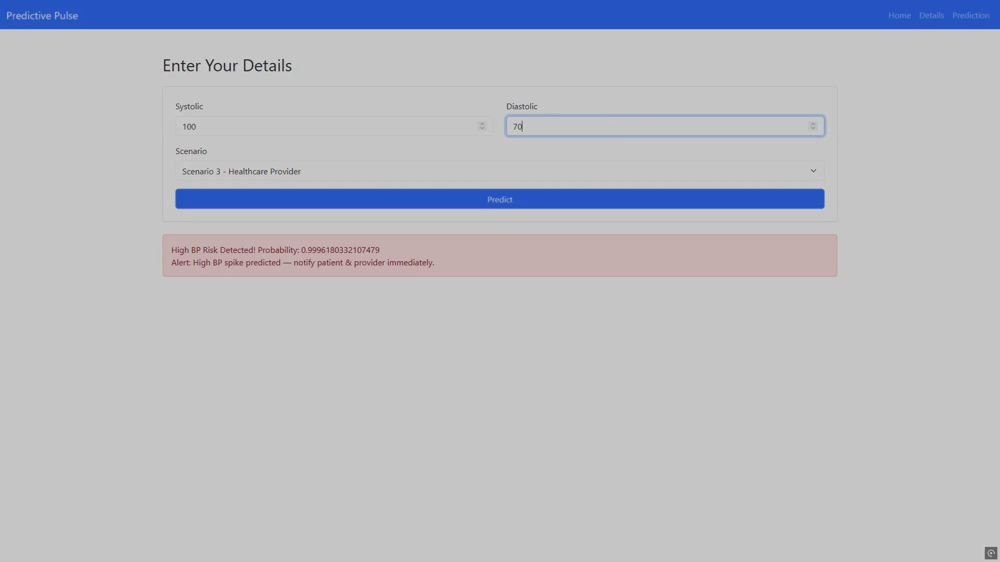 Predictive Pulse
Home Details Prediction
Enter Your Details
Systolic Diastolic
100 70
Scenario
Scenario 3 - Healthcare Provider
Predict
High BP Risk Detected! Probability: 0.9996180332107479
Alert: High BP spike predicted — notify patient & provider immediately.